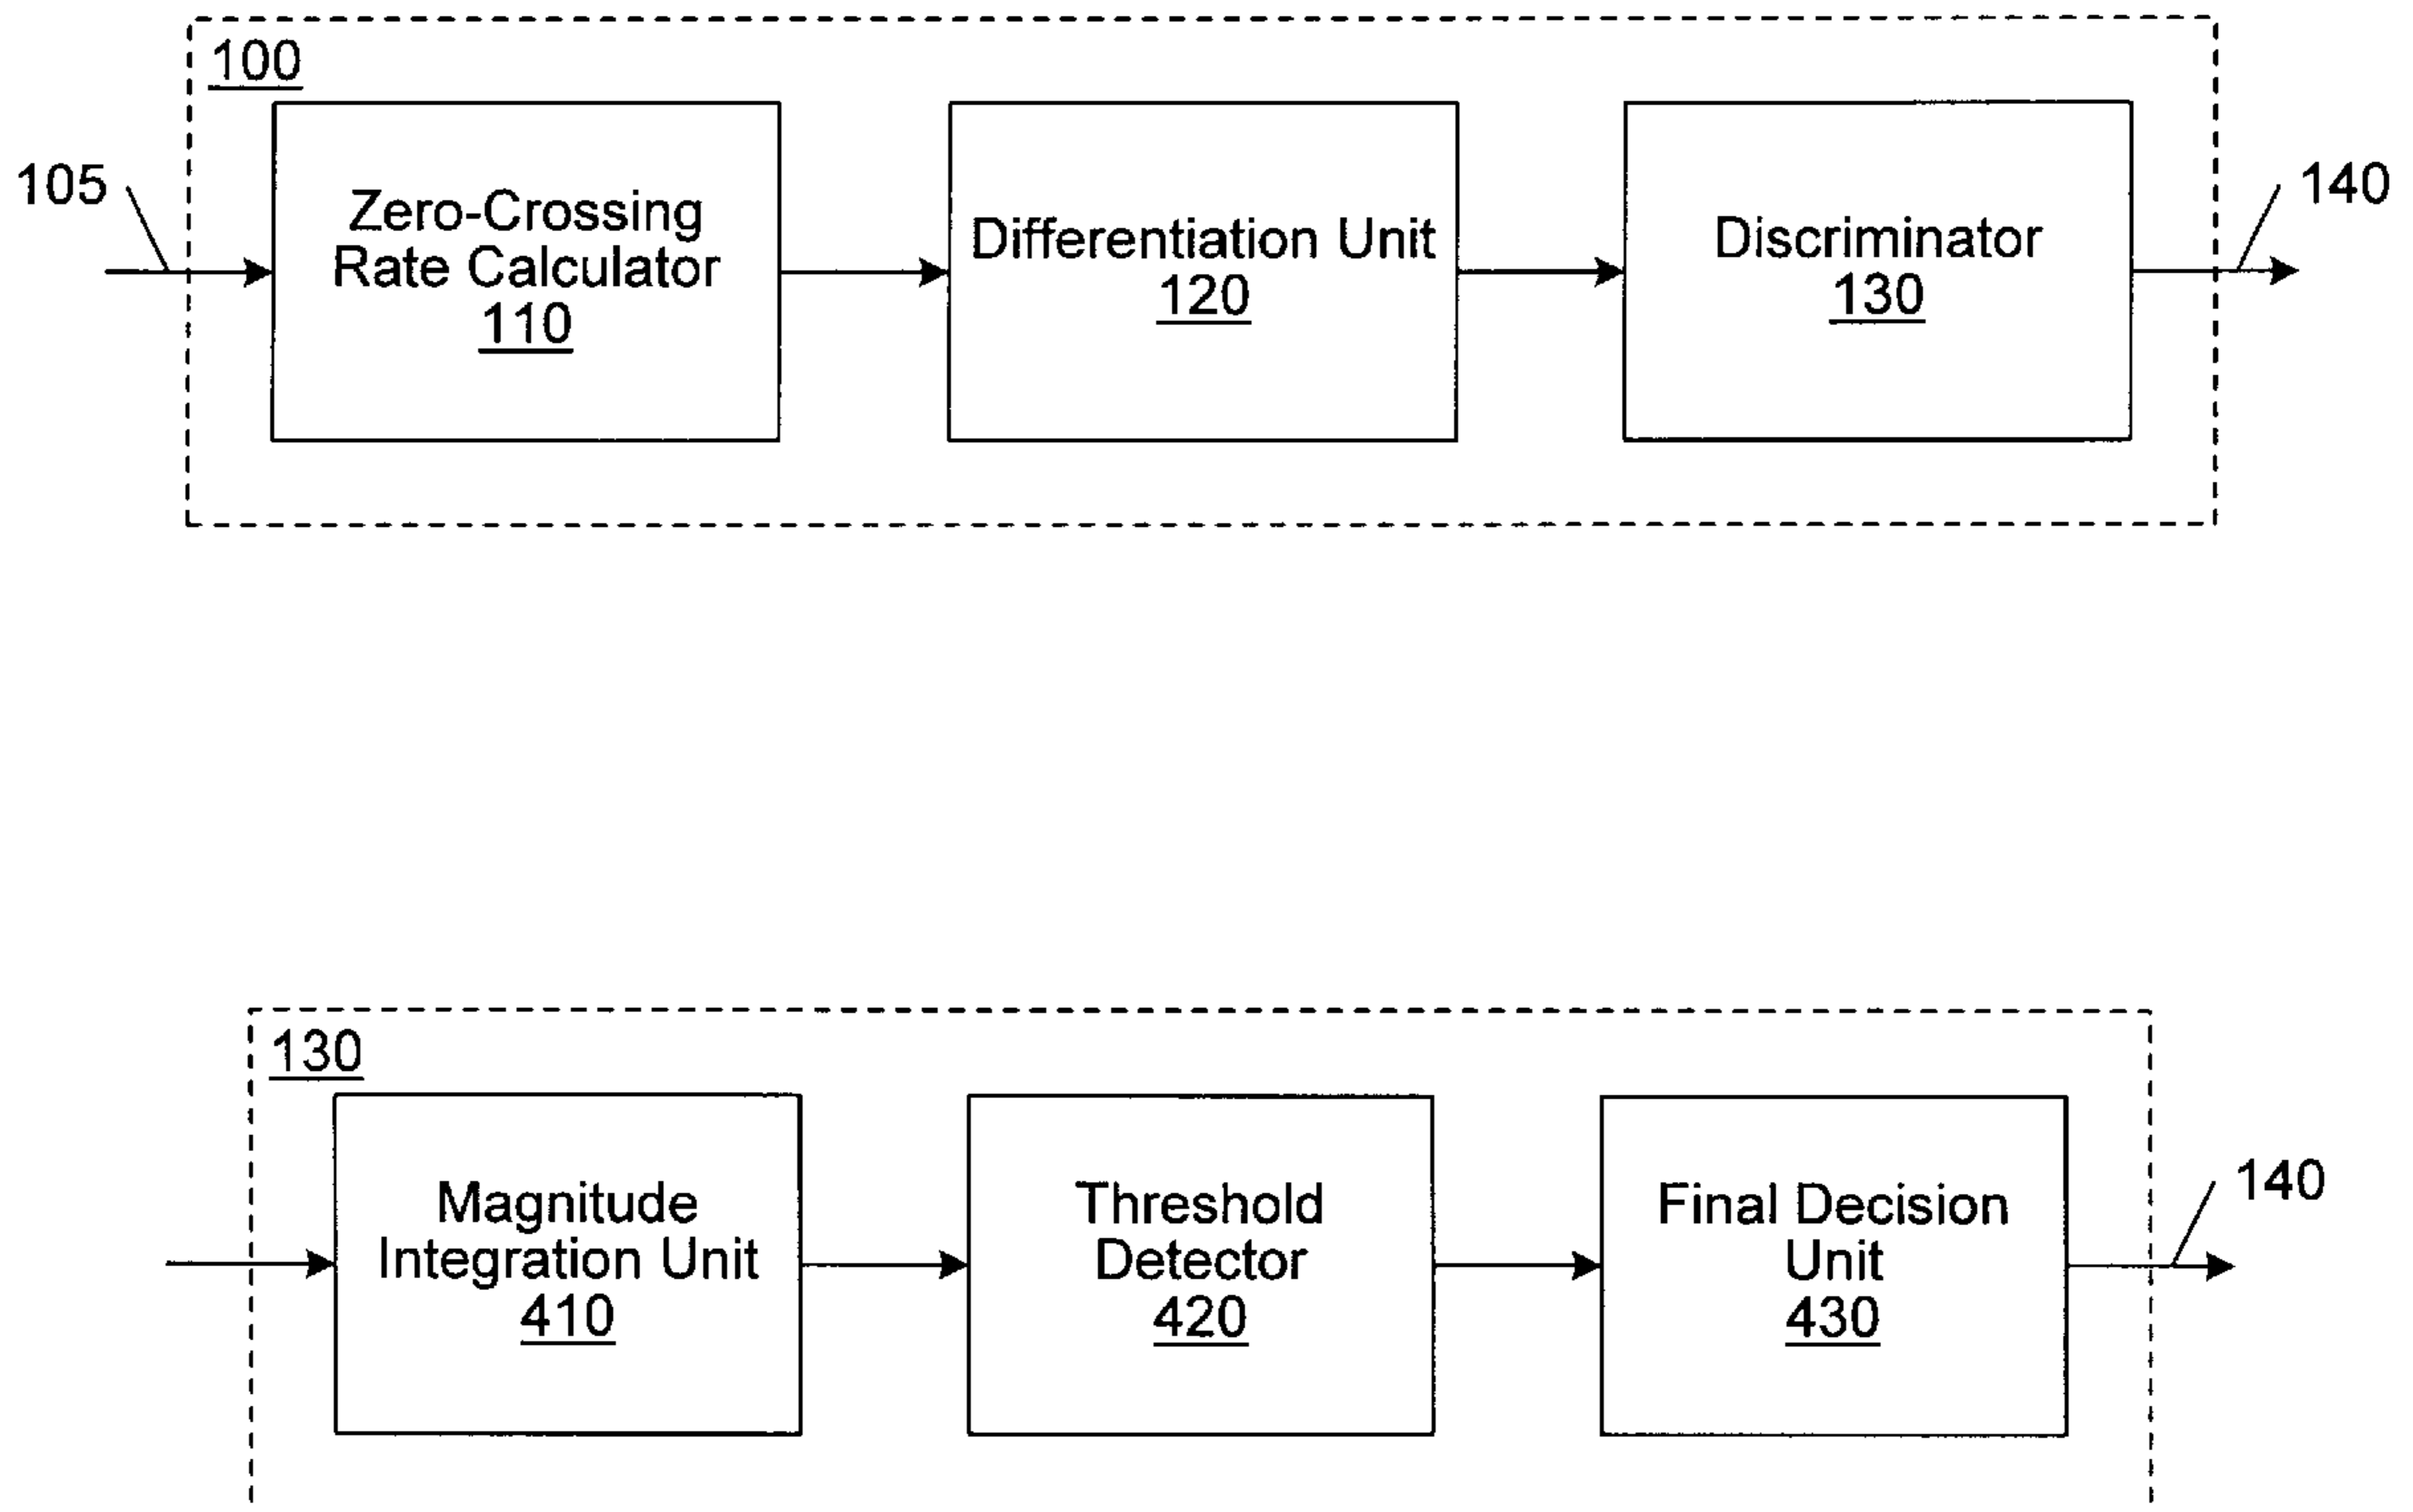 100
105
Zero-Crossing
Rate Calculator
110
Differentiation Unit
120
Discriminator
130
140
130
Magnitude
Integration Unit
410
Threshold
Detector
420
Final Decision
Unit
430
140